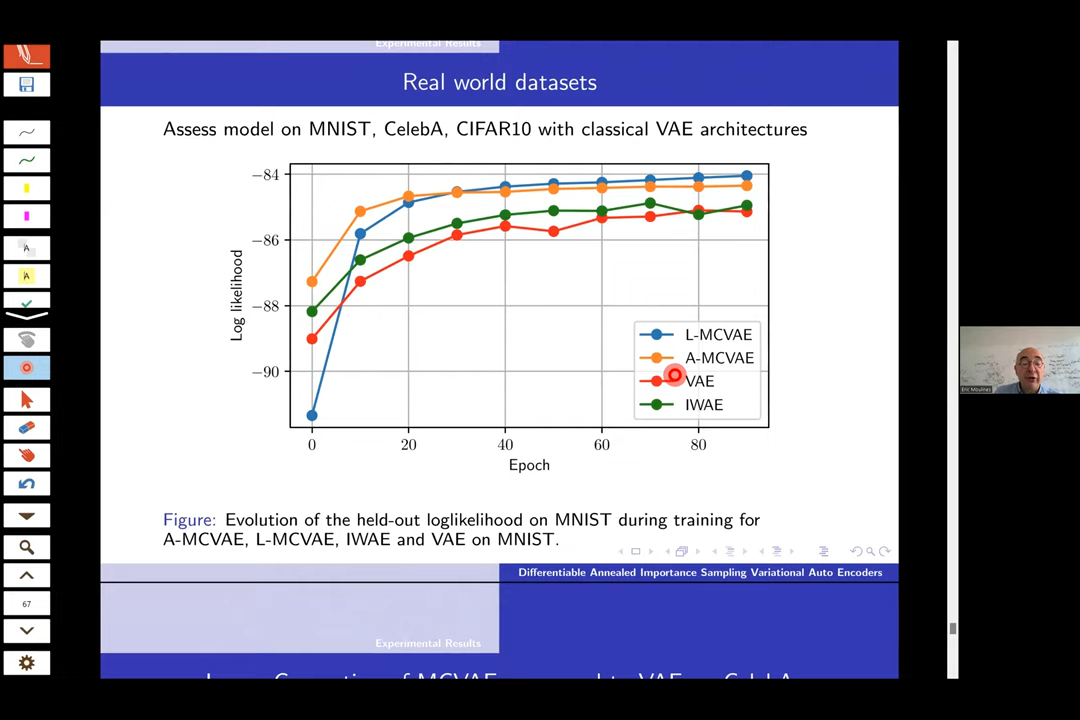 Experimental Results
Real world datasets
Assess model on MNIST, CelebA, CIFAR10 with classical VAE architectures
−84
−86
−88
−90
Log likelihood
L-MCVAE
A-MCVAE
VAE
IWAE
0 20 40 60 80
Epoch
Figure: Evolution of the held-out loglikelihood on MNIST during training for
A-MCVAE, L-MCVAE, IWAE and VAE on MNIST.
Differentiable Annealed Importance Sampling Variational Auto Encoders
Experimental Results
A
A
67
Eric Moulines